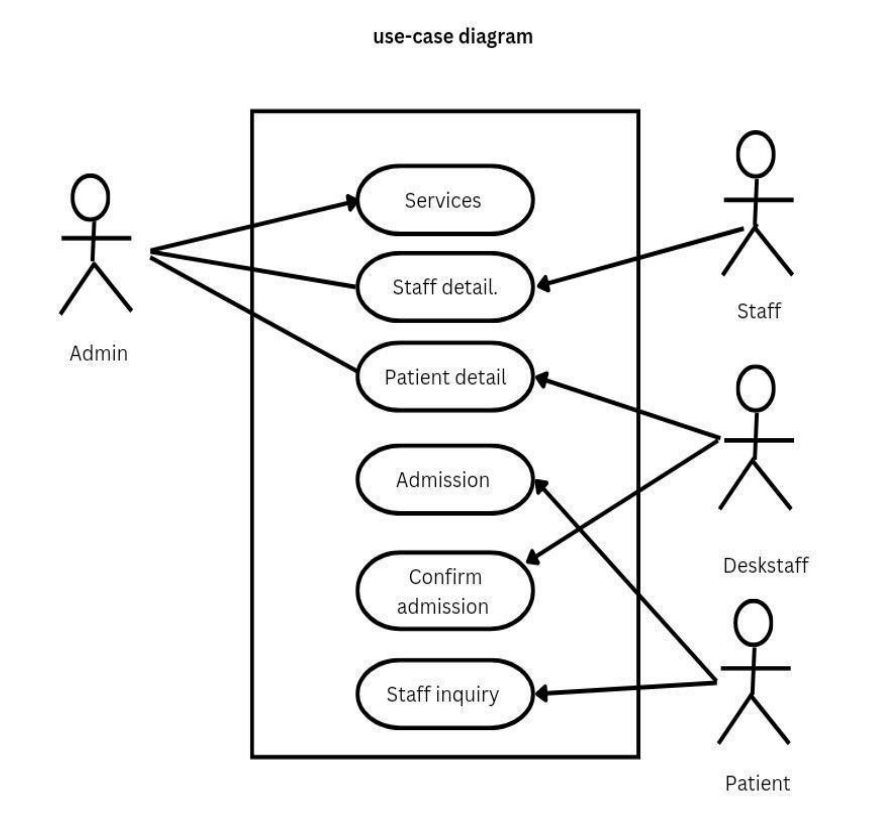 use-case diagram
Services
Staff detail.
Patient detail
Admission
Confirm
admission
Staff inquiry
Admin
Staff
Deskstaff
Patient